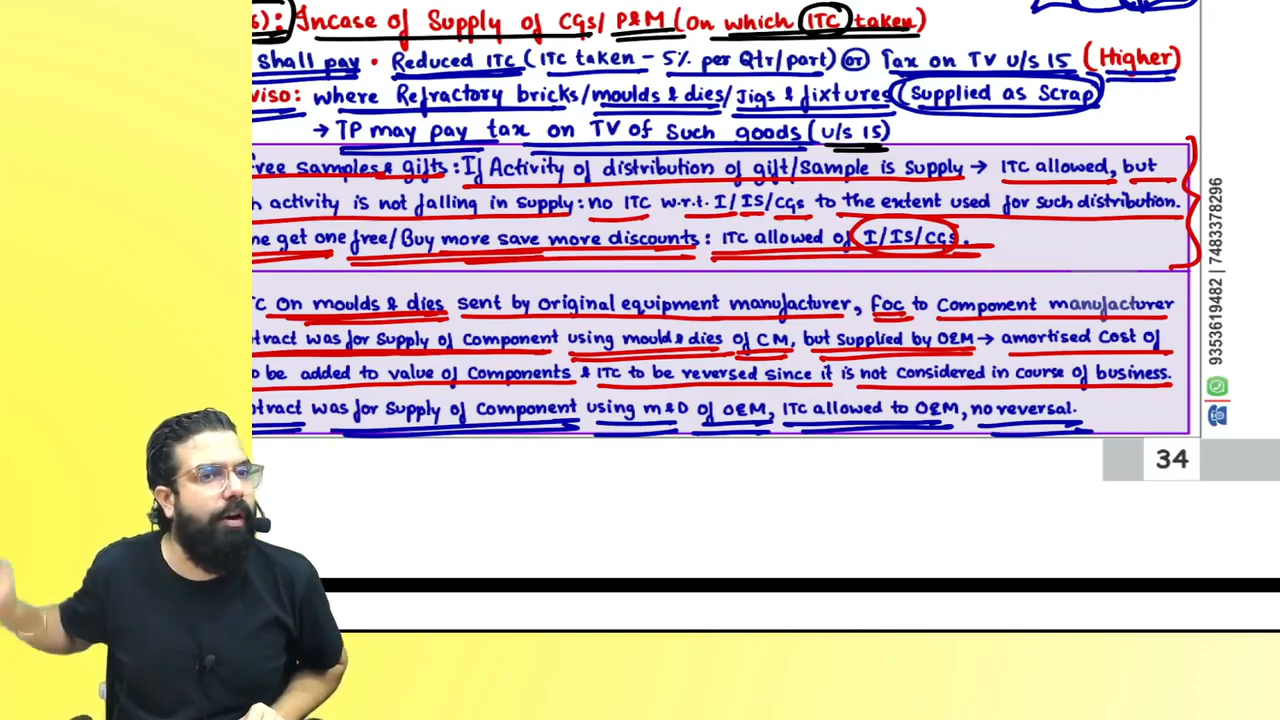 6): Incase of Supply of CGs/ P&M (on which ITC taken)
shall pay • Reduced ITC (ITC taken - 5% per Qtr/part) or Tax on TV u/s 15 (Higher)
viso: where Refractory bricks/moulds & dies/Jigs & fixtures (Supplied as Scrap)
→ TP may pay tax on TV of such goods (u/s 15)
free samples & gifts: If Activity of distribution of gift/sample is supply → ITC allowed, but
h activity is not falling in supply: no ITC w.r.t. I/IS/CGs to the extent used for such distribution.
ne get one free/Buy more save more discounts: ITC allowed of I/IS/CGs.
TC on moulds & dies sent by original equipment manufacturer, FOC to Component manufacturer
tract was for supply of component using mould & dies of CM, but supplied by OEM → amortised cost of
o be added to value of components & ITC to be reversed since it is not considered in course of business.
tract was for supply of component using M&D of OEM, ITC allowed to OEM, no reversal.
34
9353619482 | 7483378296